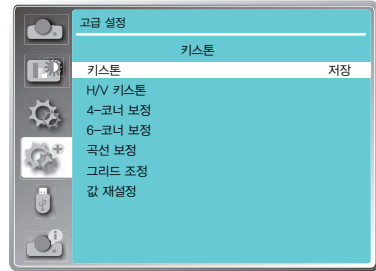 고급 설정
키스톤
키스톤 저장
H/V 키스톤
4-코너 보정
6-코너 보정
곡선 보정
그리드 조정
값 재설정